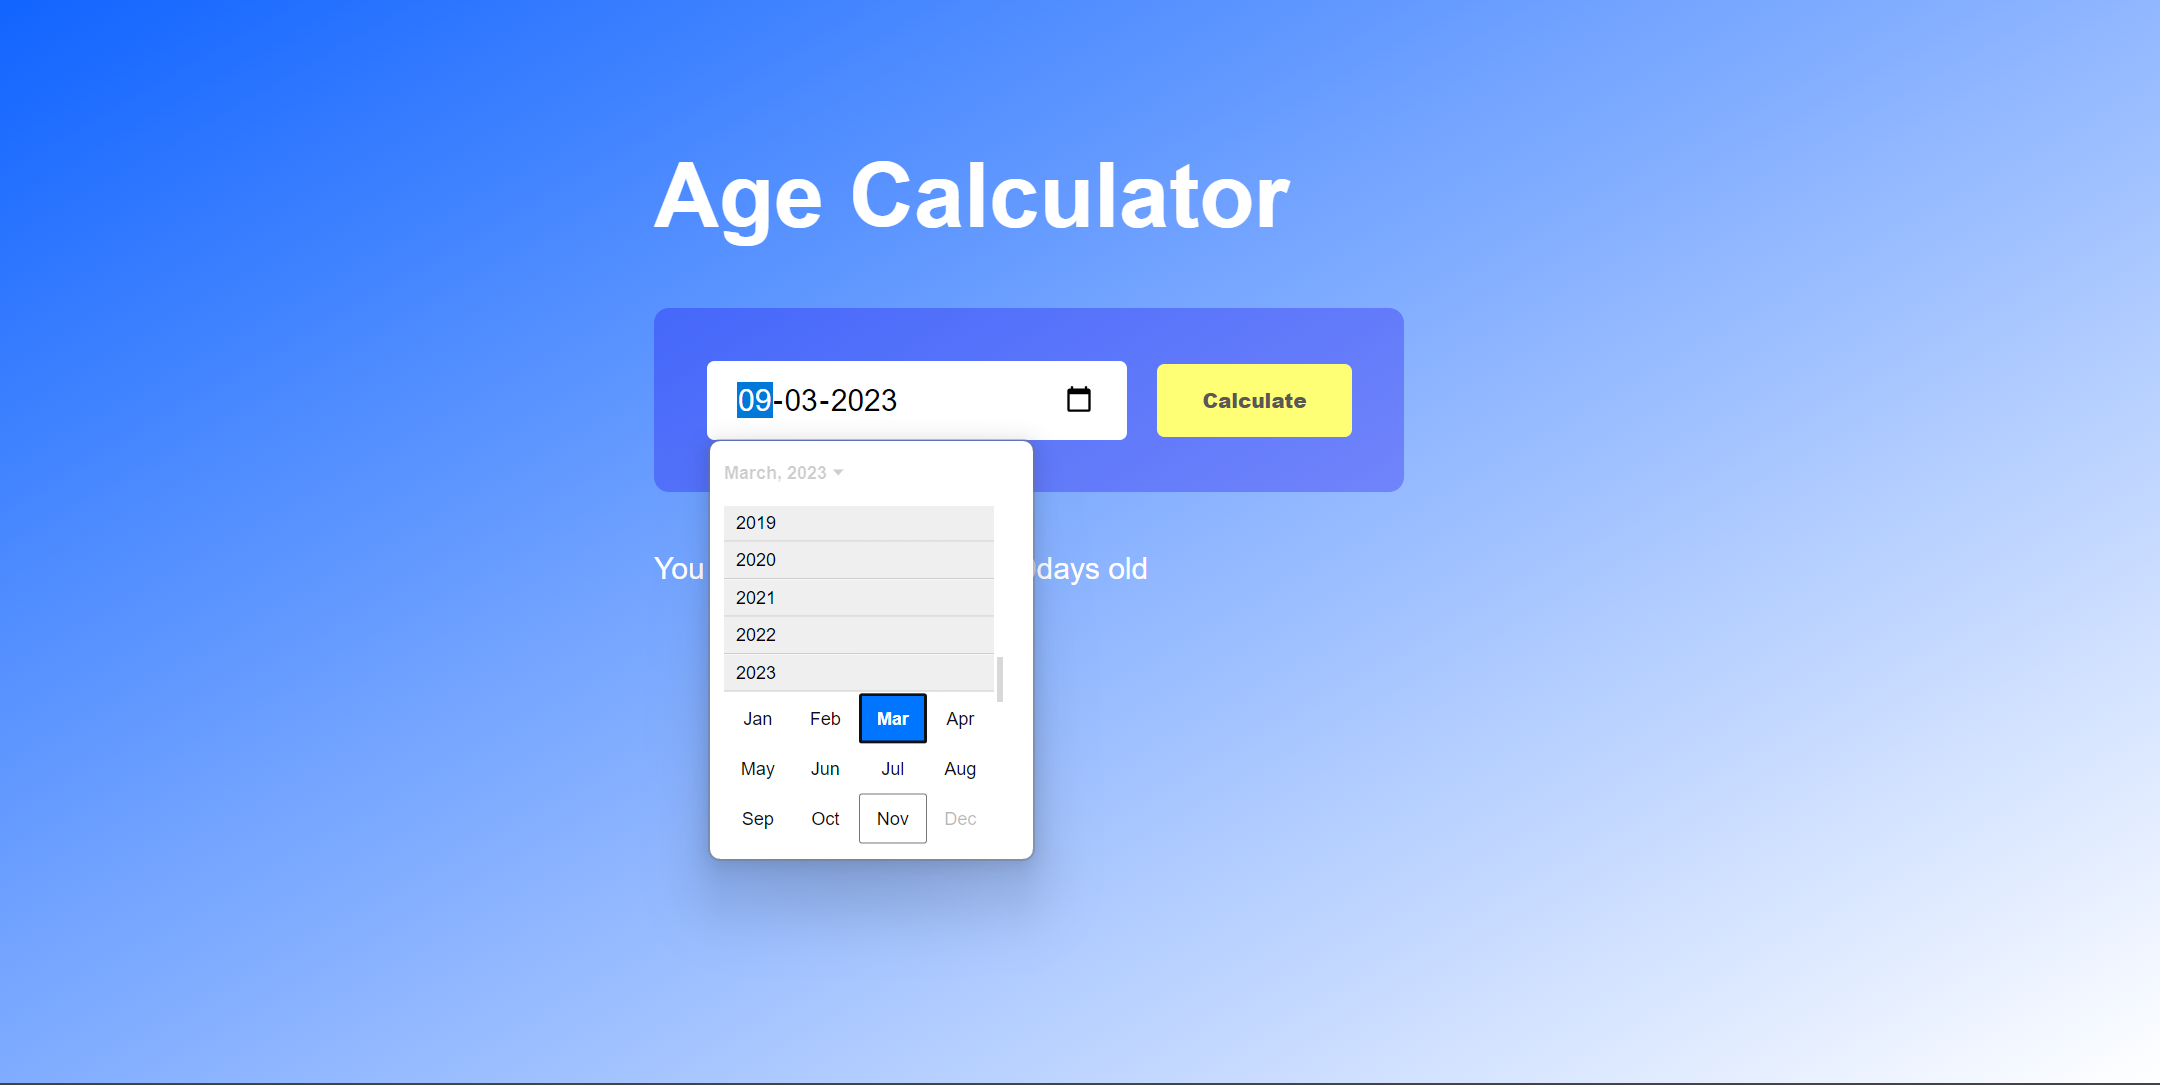 Age Calculator
09-03-2023
Calculate
March, 2023
2019
2020
2021
2022
2023
Jan Feb Mar Apr
May Jun Jul Aug
Sep Oct Nov Dec
You days old